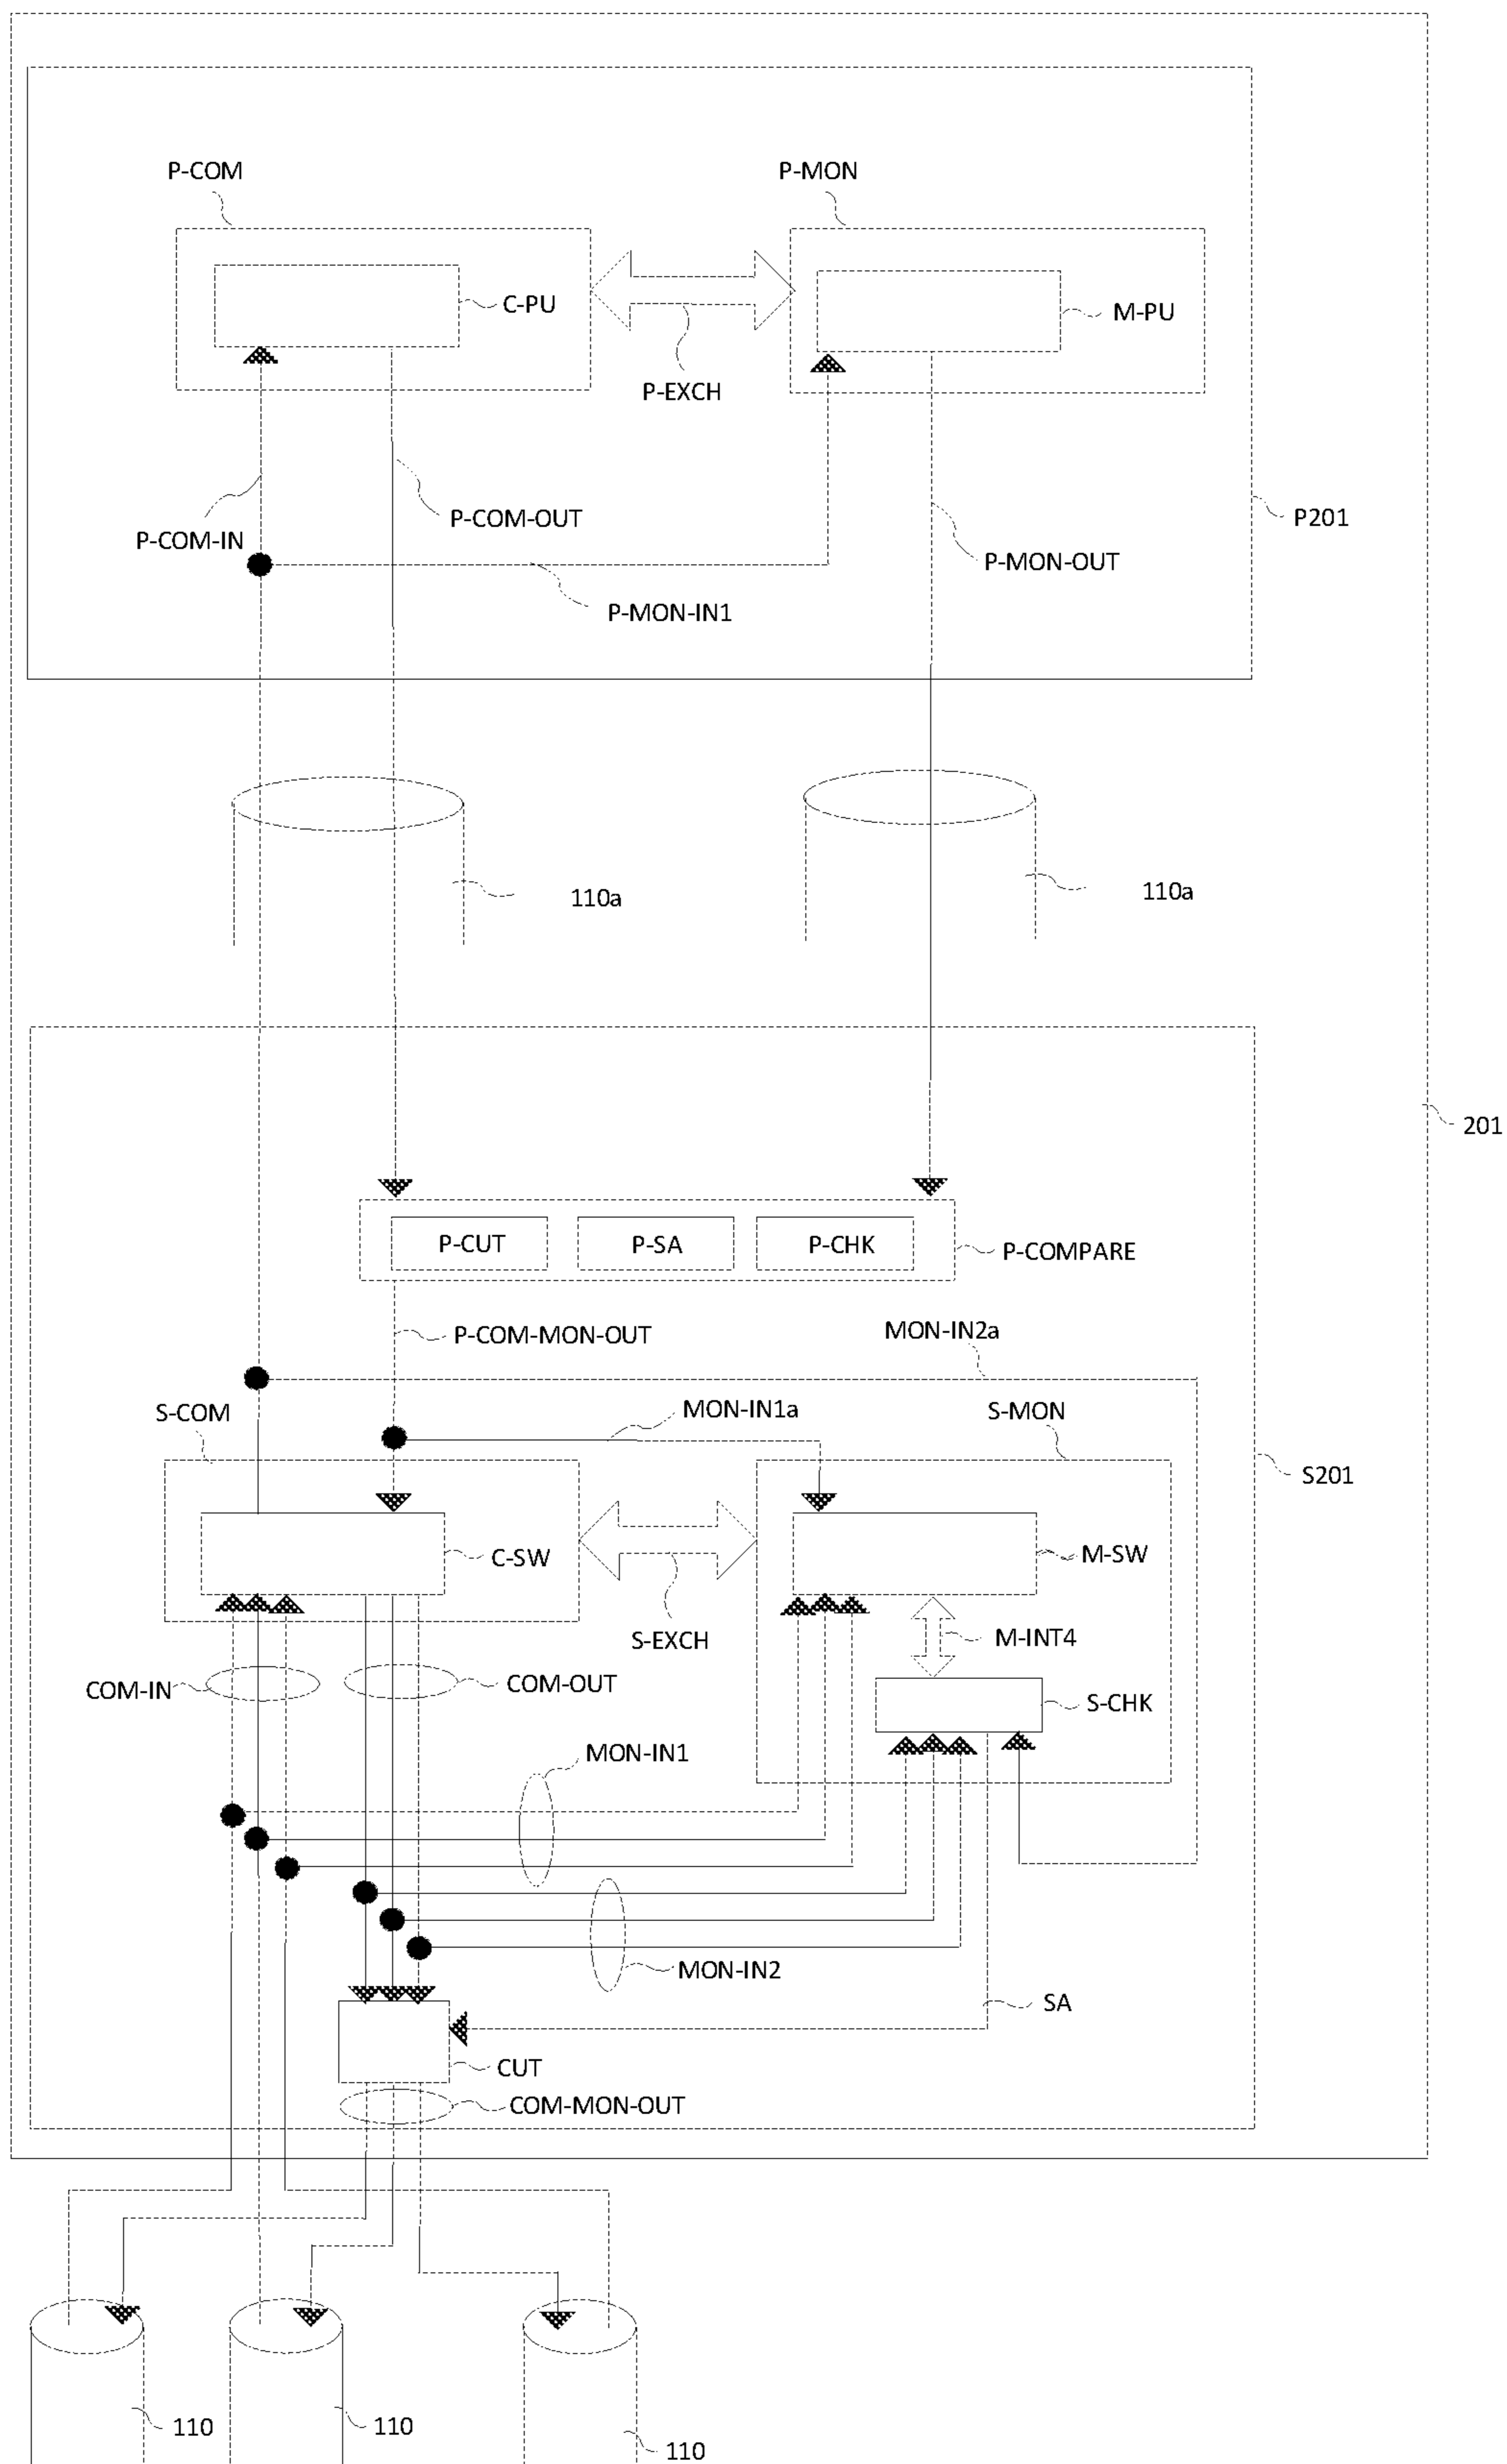 P-COM
P-MON
C-PU
M-PU
P-EXCH
P-COM-OUT
P201
P-COM-IN
P-MON-OUT
P-MON-IN1
110a
110a
201
P-CUT
P-SA
P-CHK
P-COMPARE
P-COM-MON-OUT
MON-IN2a
S-COM
MON-IN1a
S-MON
S201
C-SW
M-SW
S-EXCH
M-INT4
COM-IN
COM-OUT
S-CHK
MON-IN1
MON-IN2
SA
CUT
COM-MON-OUT
110
110
110